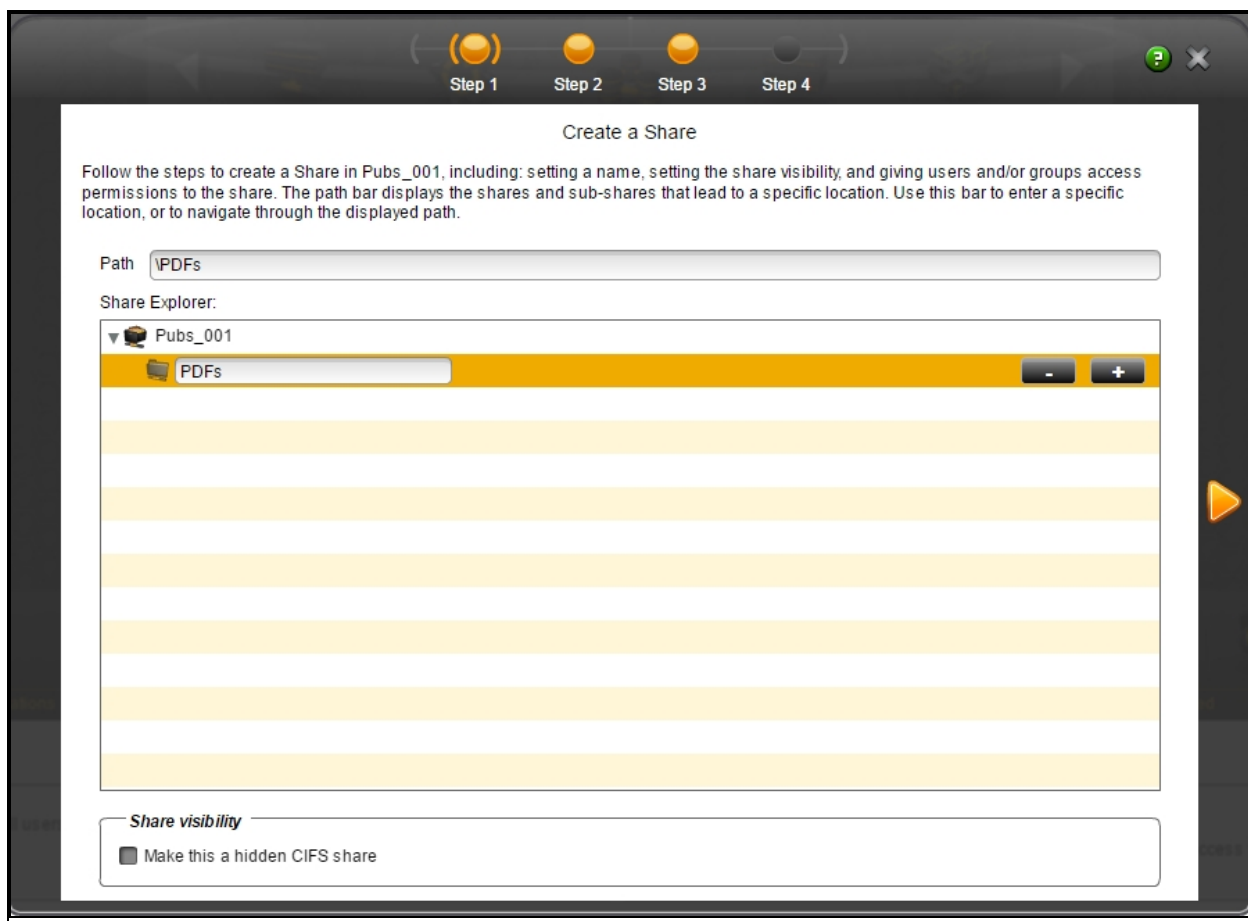 Step 1 Step 2 Step 3 Step 4
Create a Share
Follow the steps to create a Share in Pubs_001, including: setting a name, setting the share visibility, and giving users and/or groups access
permissions to the share. The path bar displays the shares and sub-shares that lead to a specific location. Use this bar to enter a specific
location, or to navigate through the displayed path.
Path \PDFs
Share Explorer:
Pubs_001
PDFs - +
Share visibility
Make this a hidden CIFS share